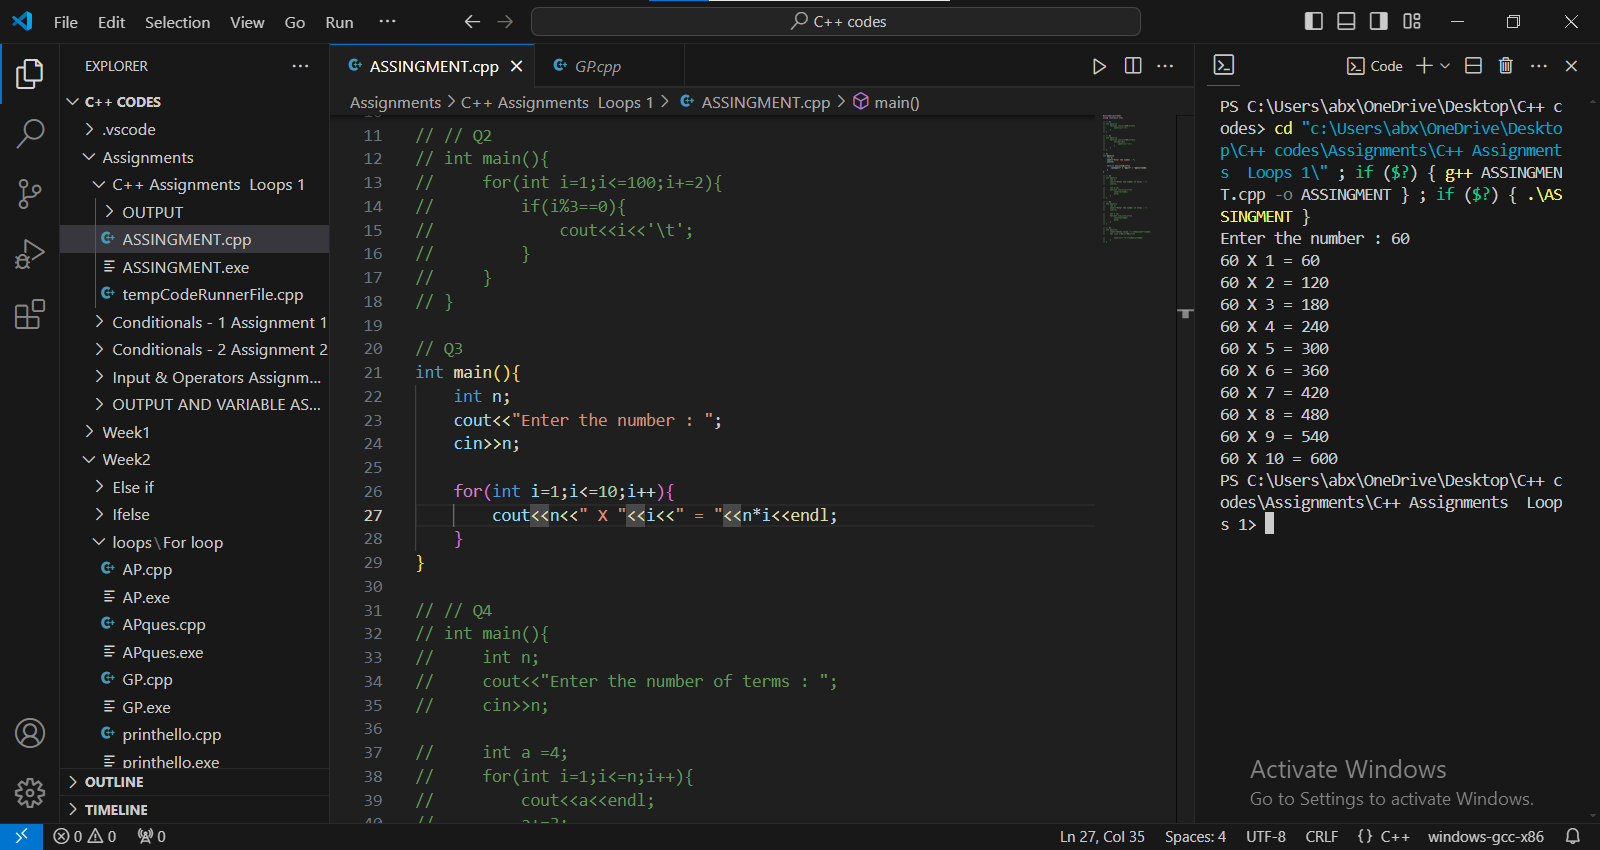 File Edit Selection View Go Run ··· C++ codes
EXPLORER ···
C++ CODES
.vscode
Assignments
C++ Assignments  Loops 1
OUTPUT
ASSINGMENT.cpp
ASSINGMENT.exe
tempCodeRunnerFile.cpp
Conditionals - 1 Assignment 1
Conditionals - 2 Assignment 2
Input & Operators Assignm...
OUTPUT AND VARIABLE AS...
Week1
Week2
Else if
Ifelse
loops\For loop
AP.cpp
AP.exe
APques.cpp
APques.exe
GP.cpp
GP.exe
printhello.cpp
printhello.exe
OUTLINE
TIMELINE
ASSINGMENT.cpp GP.cpp
Assignments > C++ Assignments  Loops 1 > ASSINGMENT.cpp > main()
11 // // Q2
12 // int main(){
13 //     for(int i=1;i<=100;i+=2){
14 //         if(i%3==0){
15 //             cout<<i<<'\t';
16 //         }
17 //     }
18 // }
19
20 // Q3
21 int main(){
22     int n;
23     cout<<"Enter the number : ";
24     cin>>n;
25
26     for(int i=1;i<=10;i++){
27         cout<<n<<" X "<<i<<" = "<<n*i<<endl;
28     }
29 }
30
31 // // Q4
32 // int main(){
33 //     int n;
34 //     cout<<"Enter the number of terms : ";
35 //     cin>>n;
36
37 //     int a =4;
38 //     for(int i=1;i<=n;i++){
39 //         cout<<a<<endl;
Code
PS C:\Users\abx\OneDrive\Desktop\C++ c
odes> cd "c:\Users\abx\OneDrive\Deskto
p\C++ codes\Assignments\C++ Assignment
s  Loops 1\" ; if ($?) { g++ ASSINGMEN
T.cpp -o ASSINGMENT } ; if ($?) { .\AS
SINGMENT }
Enter the number : 60
60 X 1 = 60
60 X 2 = 120
60 X 3 = 180
60 X 4 = 240
60 X 5 = 300
60 X 6 = 360
60 X 7 = 420
60 X 8 = 480
60 X 9 = 540
60 X 10 = 600
PS C:\Users\abx\OneDrive\Desktop\C++ c
odes\Assignments\C++ Assignments  Loop
s 1>
Activate Windows
Go to Settings to activate Windows.
0 0 0 Ln 27, Col 35 Spaces: 4 UTF-8 CRLF {} C++ windows-gcc-x86